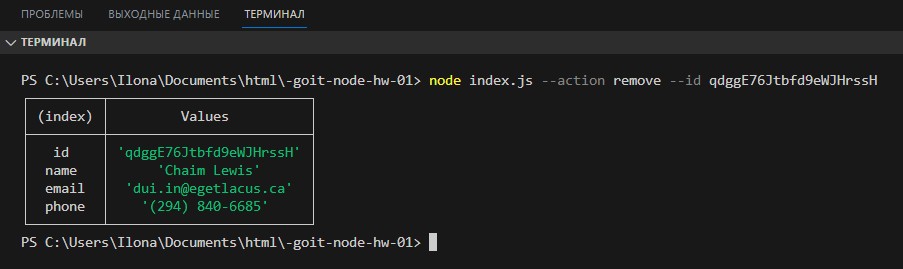 ПРОБЛЕМЫ ВЫХОДНЫЕ ДАННЫЕ ТЕРМИНАЛ
ТЕРМИНАЛ
PS C:\Users\Ilona\Documents\html\-goit-node-hw-01> node index.js --action remove --id qdggE76Jtbfd9eWJHrssH
(index) Values
id 'qdggE76Jtbfd9eWJHrssH'
name 'Chaim Lewis'
email 'dui.in@egetlacus.ca'
phone '(294) 840-6685'
PS C:\Users\Ilona\Documents\html\-goit-node-hw-01>